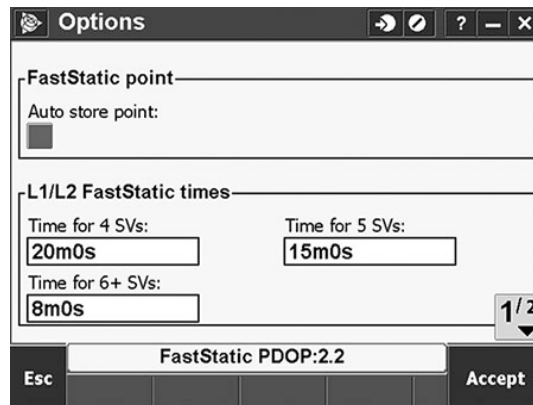 Options
? – ×
FastStatic point
Auto store point:
L1/L2 FastStatic times
Time for 4 SVs:
Time for 5 SVs:
20m0s
15m0s
Time for 6+ SVs:
8m0s
1/2
FastStatic PDOP:2.2
Esc
Accept